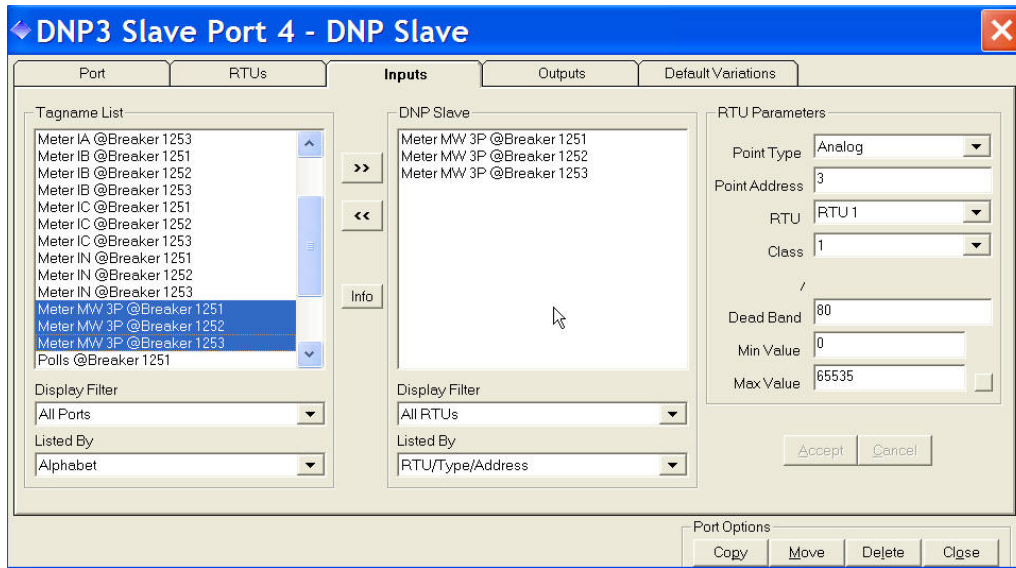 DNP3 Slave Port 4 - DNP Slave
Port
RTUs
Inputs
Outputs
Default Variations
Tagname List
Meter IA @Breaker 1253
Meter IB @Breaker 1251
Meter IB @Breaker 1252
Meter IB @Breaker 1253
Meter IC @Breaker 1251
Meter IC @Breaker 1252
Meter IC @Breaker 1253
Meter IN @Breaker 1251
Meter IN @Breaker 1252
Meter IN @Breaker 1253
Meter MW 3P @Breaker 1251
Meter MW 3P @Breaker 1252
Meter MW 3P @Breaker 1253
Polls @Breaker 1251
Display Filter
All Ports
Listed By
Alphabet
>>
<<
Info
DNP Slave
Meter MW 3P @Breaker 1251
Meter MW 3P @Breaker 1252
Meter MW 3P @Breaker 1253
Display Filter
All RTUs
Listed By
RTU/Type/Address
RTU Parameters
Point Type Analog
Point Address 3
RTU RTU 1
Class 1
/
Dead Band 80
Min Value 0
Max Value 65535
Accept
Cancel
Port Options
Copy
Move
Delete
Close